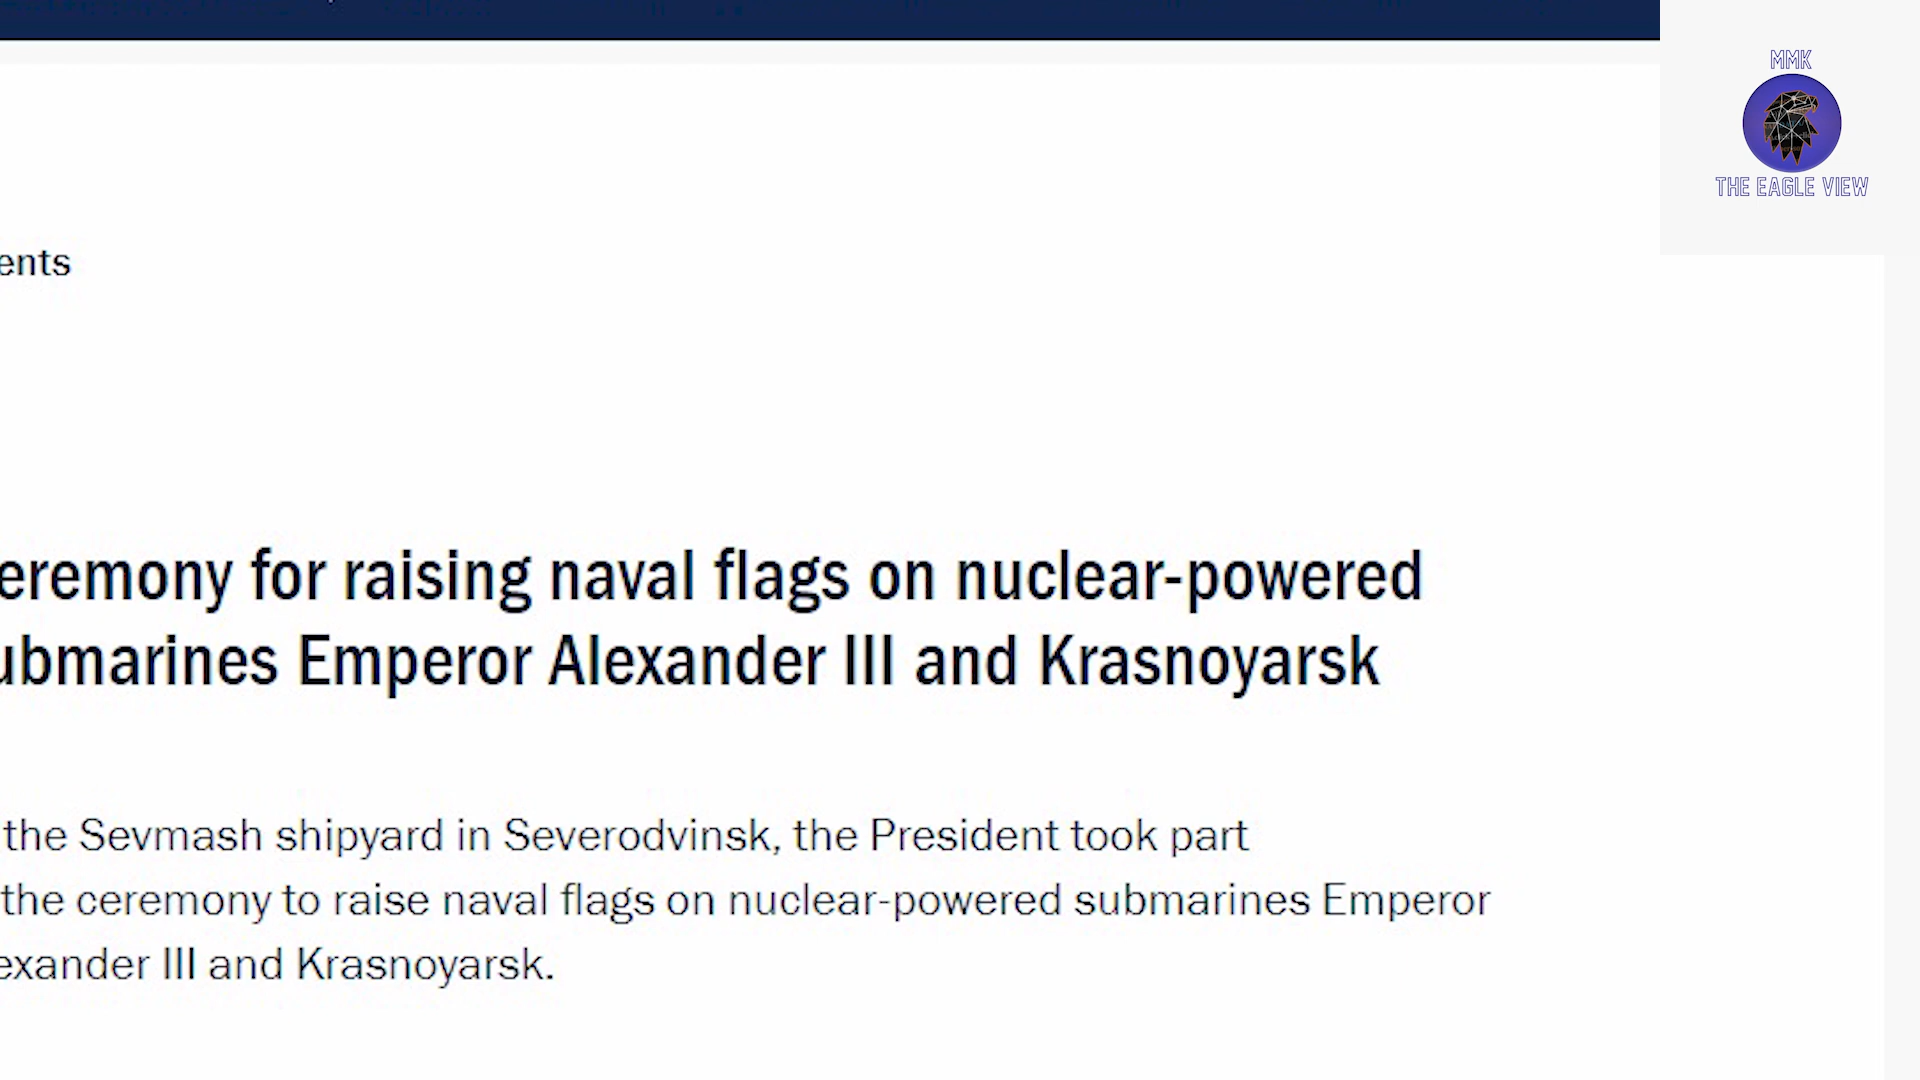 MMK
THE EAGLE VIEW
ents
eremony for raising naval flags on nuclear-powered
ubmarines Emperor Alexander III and Krasnoyarsk
the Sevmash shipyard in Severodvinsk, the President took part
the ceremony to raise naval flags on nuclear-powered submarines Emperor
exander III and Krasnoyarsk.